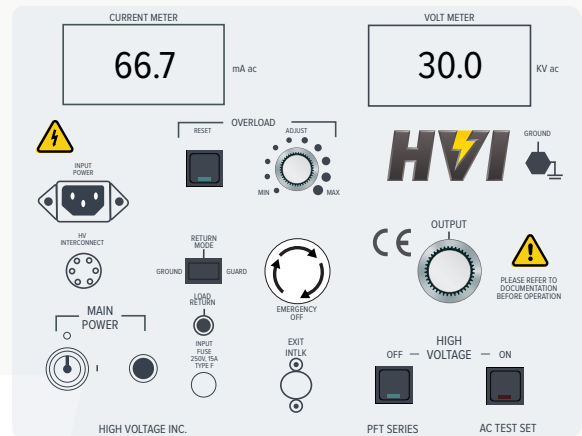 CURRENT METER
VOLT METER
66.7
mA ac
30.0
KV ac
OVERLOAD
RESET
ADJUST
MIN
MAX
HVI
GROUND
INPUT
POWER
HV
INTERCONNECT
RETURN
MODE
GROUND
GUARD
LOAD
RETURN
EMERGENCY
OFF
CE
OUTPUT
PLEASE REFER TO
DOCUMENTATION
BEFORE OPERATION
MAIN
POWER
I
INPUT
FUSE
250V, 15A
TYPE F
EXIT
INTLK
HIGH
OFF — VOLTAGE — ON
HIGH VOLTAGE INC.
PFT SERIES
AC TEST SET